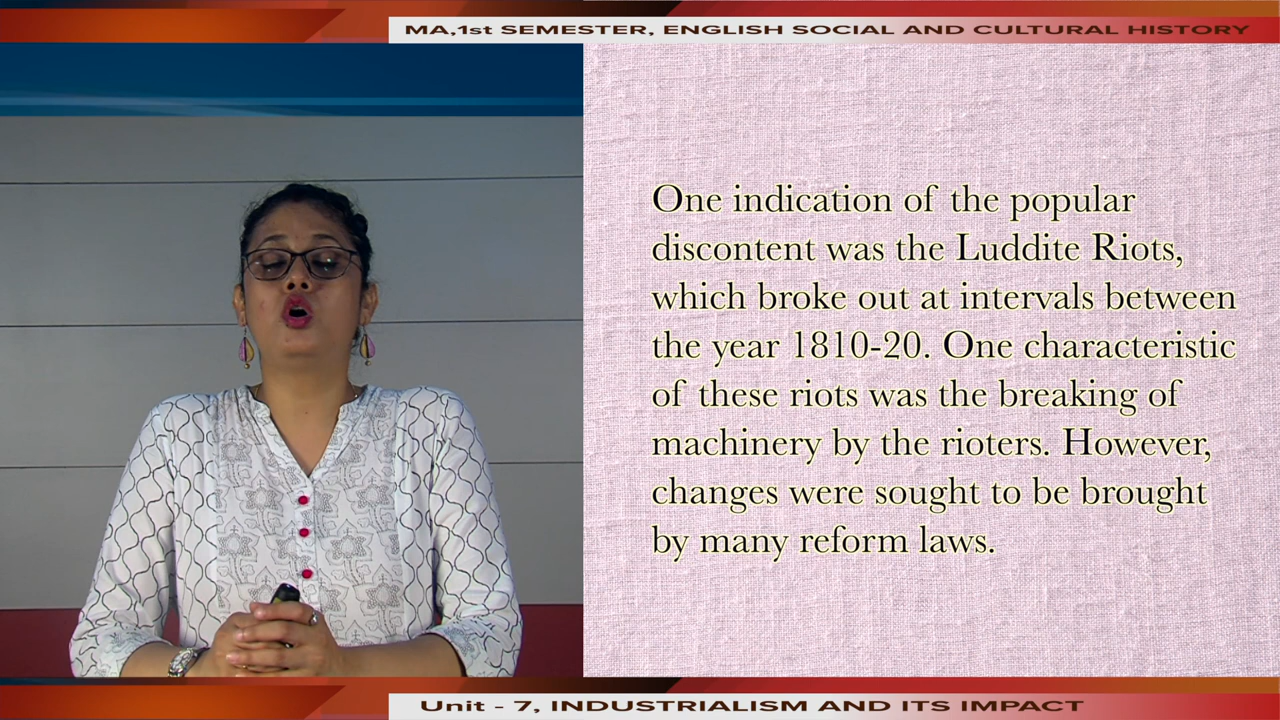 MA,1st SEMESTER, ENGLISH SOCIAL AND CULTURAL HISTORY
One indication of the popular
discontent was the Luddite Riots,
which broke out at intervals between
the year 1810-20. One characteristic
of these riots was the breaking of
machinery by the rioters. However,
changes were sought to be brought
by many reform laws.
Unit - 7, INDUSTRIALISM AND ITS IMPACT